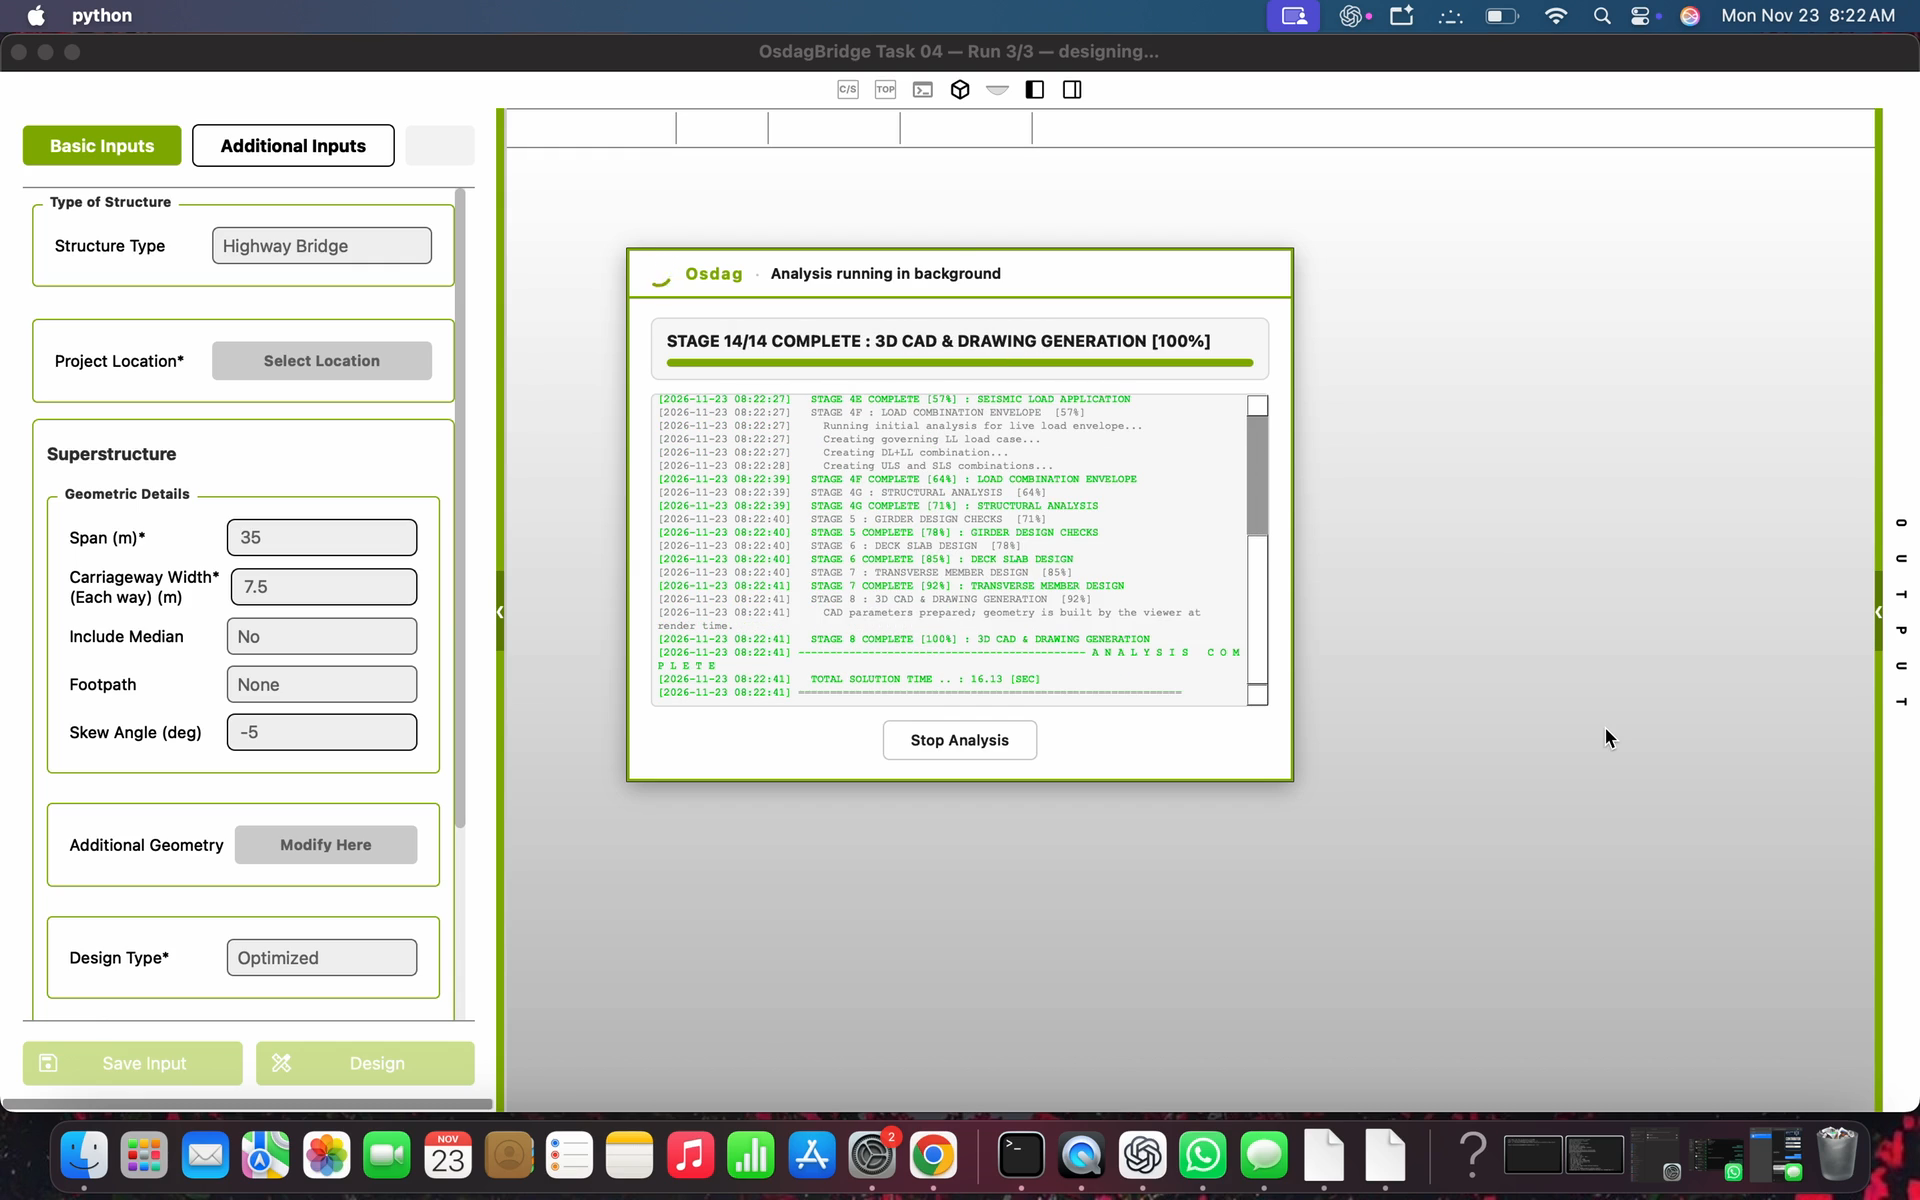 python
Mon Nov 23 8:22 AM
OsdagBridge Task 04 — Run 3/3 — designing...
C/S
TOP
Basic Inputs
Additional Inputs
Type of Structure
Structure Type
Highway Bridge
Project Location*
Select Location
Superstructure
Geometric Details
Span (m)*
35
Carriageway Width*
(Each way) (m)
7.5
Include Median
No
Footpath
None
Skew Angle (deg)
-5
Additional Geometry
Modify Here
Design Type*
Optimized
Save Input
Design
Osdag · Analysis running in background
STAGE 14/14 COMPLETE : 3D CAD & DRAWING GENERATION [100%]
[2026-11-23 08:22:27] STAGE 4E COMPLETE [57%] : SEISMIC LOAD APPLICATION
[2026-11-23 08:22:27] STAGE 4F : LOAD COMBINATION ENVELOPE [57%]
[2026-11-23 08:22:27] Running initial analysis for live load envelope...
[2026-11-23 08:22:27] Creating governing LL load case...
[2026-11-23 08:22:27] Creating DL+LL combination...
[2026-11-23 08:22:28] Creating ULS and SLS combinations...
[2026-11-23 08:22:39] STAGE 4F COMPLETE [64%] : LOAD COMBINATION ENVELOPE
[2026-11-23 08:22:39] STAGE 4G : STRUCTURAL ANALYSIS [64%]
[2026-11-23 08:22:39] STAGE 4G COMPLETE [71%] : STRUCTURAL ANALYSIS
[2026-11-23 08:22:40] STAGE 5 : GIRDER DESIGN CHECKS [71%]
[2026-11-23 08:22:40] STAGE 5 COMPLETE [78%] : GIRDER DESIGN CHECKS
[2026-11-23 08:22:40] STAGE 6 : DECK SLAB DESIGN [78%]
[2026-11-23 08:22:40] STAGE 6 COMPLETE [85%] : DECK SLAB DESIGN
[2026-11-23 08:22:40] STAGE 7 : TRANSVERSE MEMBER DESIGN [85%]
[2026-11-23 08:22:41] STAGE 7 COMPLETE [92%] : TRANSVERSE MEMBER DESIGN
[2026-11-23 08:22:41] STAGE 8 : 3D CAD & DRAWING GENERATION [92%]
[2026-11-23 08:22:41] CAD parameters prepared; geometry is built by the viewer at
render time.
[2026-11-23 08:22:41] STAGE 8 COMPLETE [100%] : 3D CAD & DRAWING GENERATION
[2026-11-23 08:22:41] --------------------------------------------- A N A L Y S I S C O M
P L E T E
[2026-11-23 08:22:41] TOTAL SOLUTION TIME .. : 16.13 [SEC]
[2026-11-23 08:22:41] ============================================================
Stop Analysis
OUTPUT
NOV
23
2